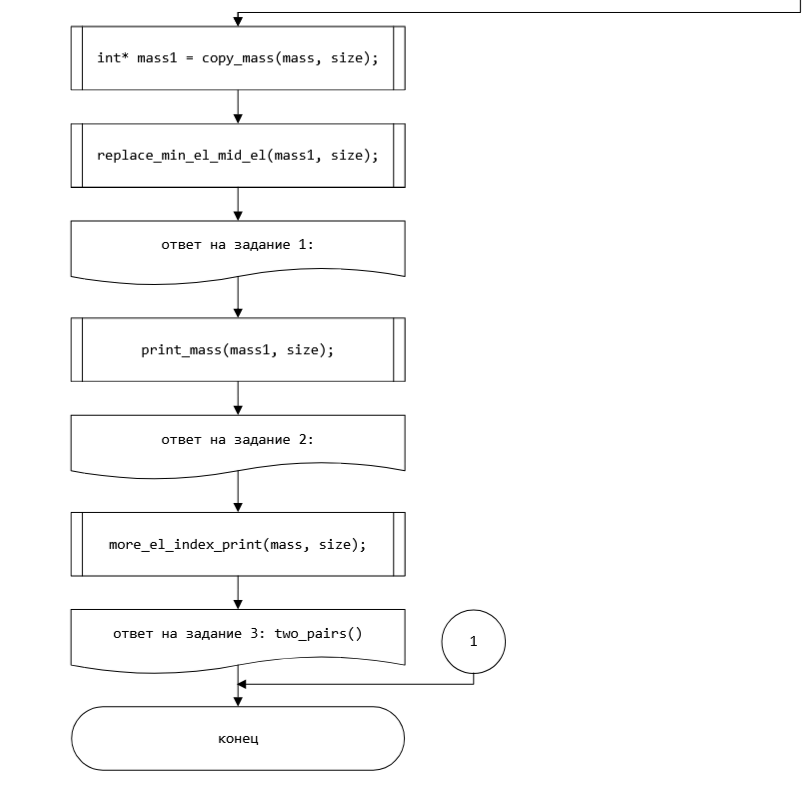 int* mass1 = copy_mass(mass, size);
replace_min_el_mid_el(mass1, size);
ответ на задание 1:
print_mass(mass1, size);
ответ на задание 2:
more_el_index_print(mass, size);
ответ на задание 3: two_pairs()
1
конец